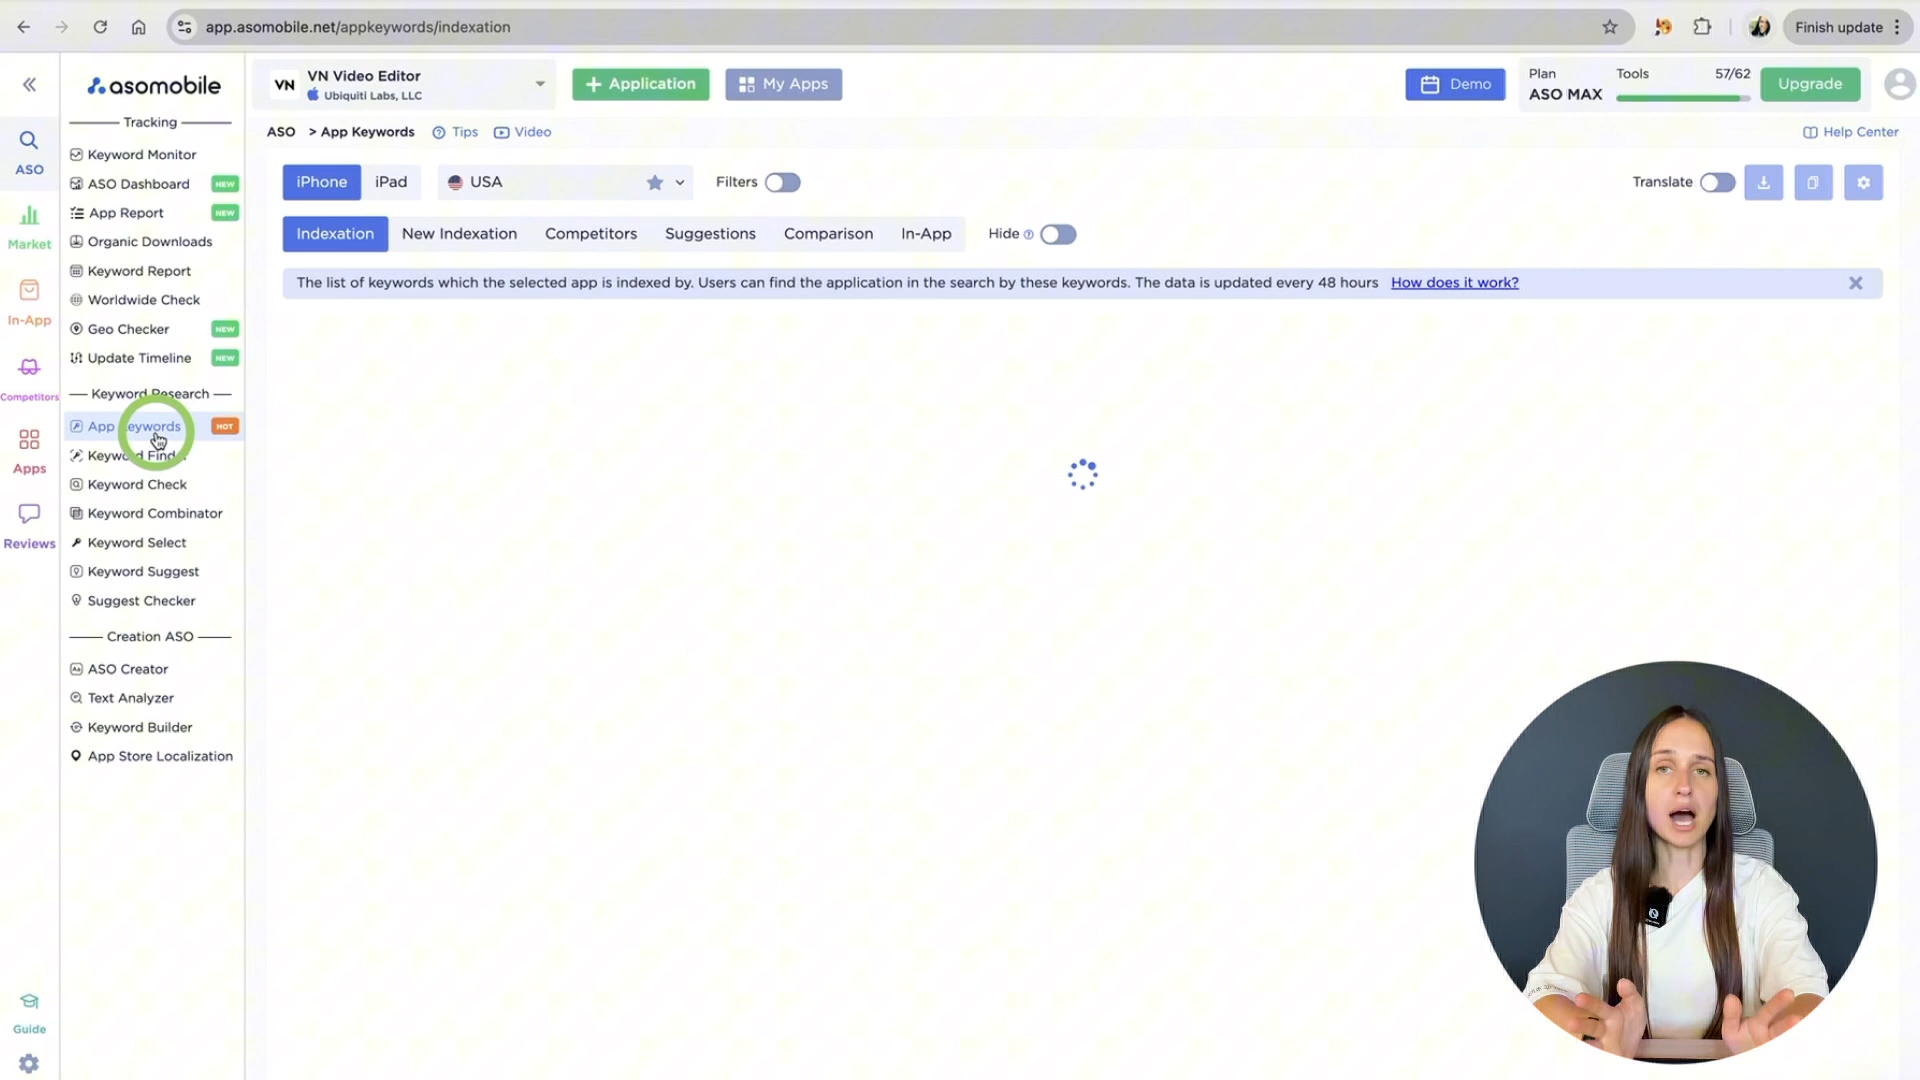 app.asomobile.net/appkeywords/indexation
Finish update
asomobile
VN
VN Video Editor
Ubiquiti Labs, LLC
Application
My Apps
Demo
Plan
ASO MAX
Tools
57/62
Upgrade
ASO
Market
In-App
Competitors
Apps
Reviews
Guide
Tracking
Keyword Monitor
ASO Dashboard NEW
App Report NEW
Organic Downloads
Keyword Report
Worldwide Check
Geo Checker NEW
Update Timeline NEW
Keyword Research
App Keywords HOT
Keyword Finder
Keyword Check
Keyword Combinator
Keyword Select
Keyword Suggest
Suggest Checker
Creation ASO
ASO Creator
Text Analyzer
Keyword Builder
App Store Localization
ASO > App Keywords Tips Video
Help Center
iPhone iPad USA Filters
Translate
Indexation New Indexation Competitors Suggestions Comparison In-App Hide
The list of keywords which the selected app is indexed by. Users can find the application in the search by these keywords. The data is updated every 48 hours How does it work?